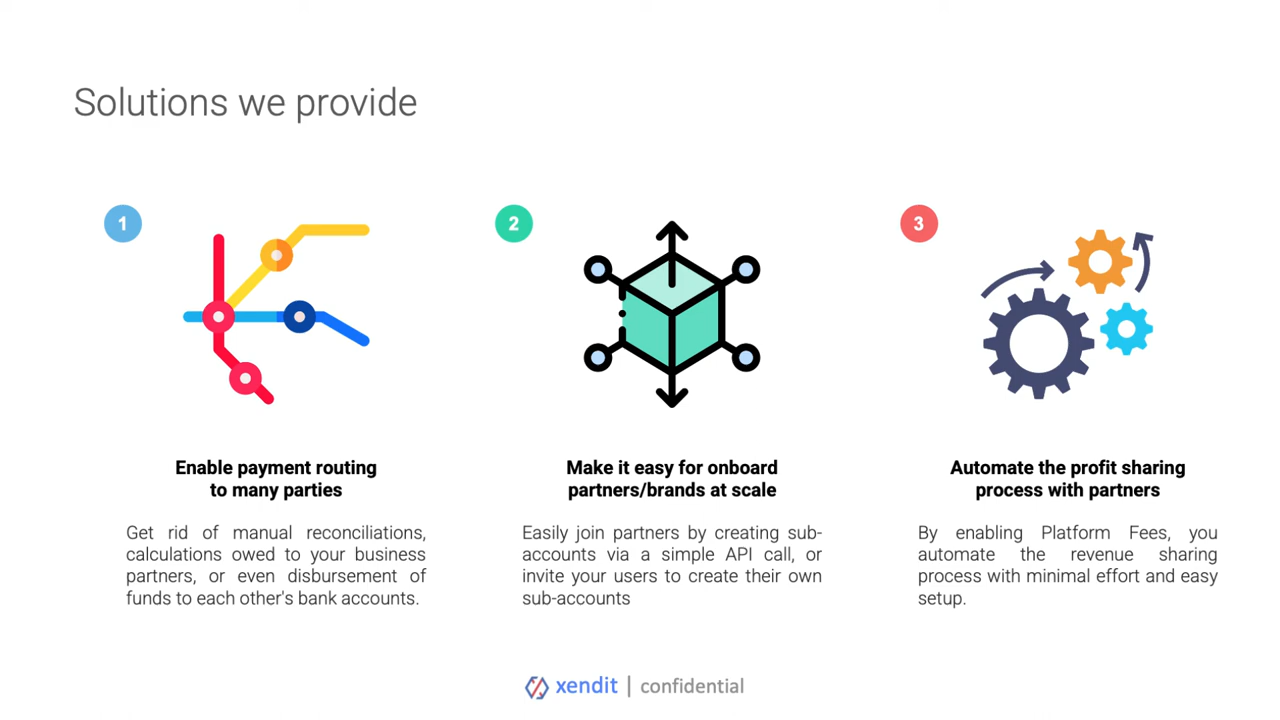 Solutions we provide
1
Enable payment routing
to many parties
Get rid of manual reconciliations,
calculations owed to your business
partners, or even disbursement of
funds to each other's bank accounts.
2
Make it easy for onboard
partners/brands at scale
Easily join partners by creating sub-
accounts via a simple API call, or
invite your users to create their own
sub-accounts
3
Automate the profit sharing
process with partners
By enabling Platform Fees, you
automate the revenue sharing
process with minimal effort and easy
setup.
xendit | confidential